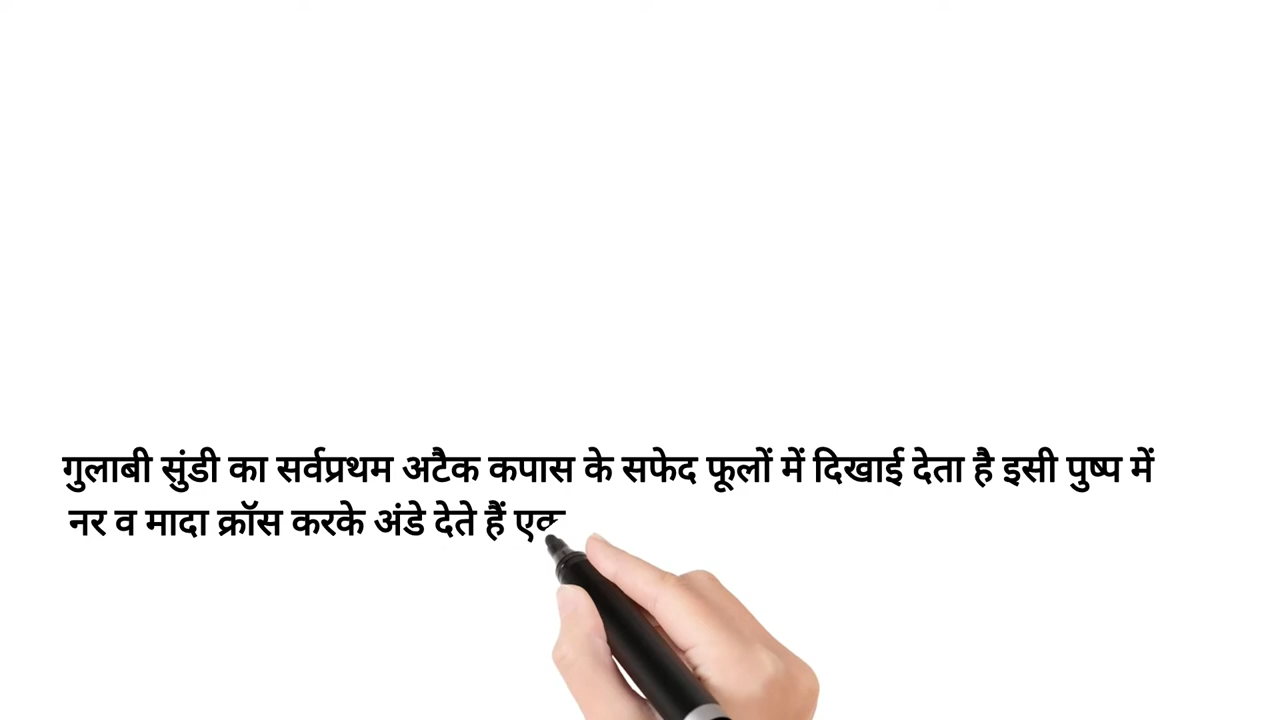 गुलाबी सुंडी का सर्वप्रथम अटैक कपास के सफेद फूलों में दिखाई देता है इसी पुष्प में
नर व मादा क्रॉस करके अंडे देते हैं